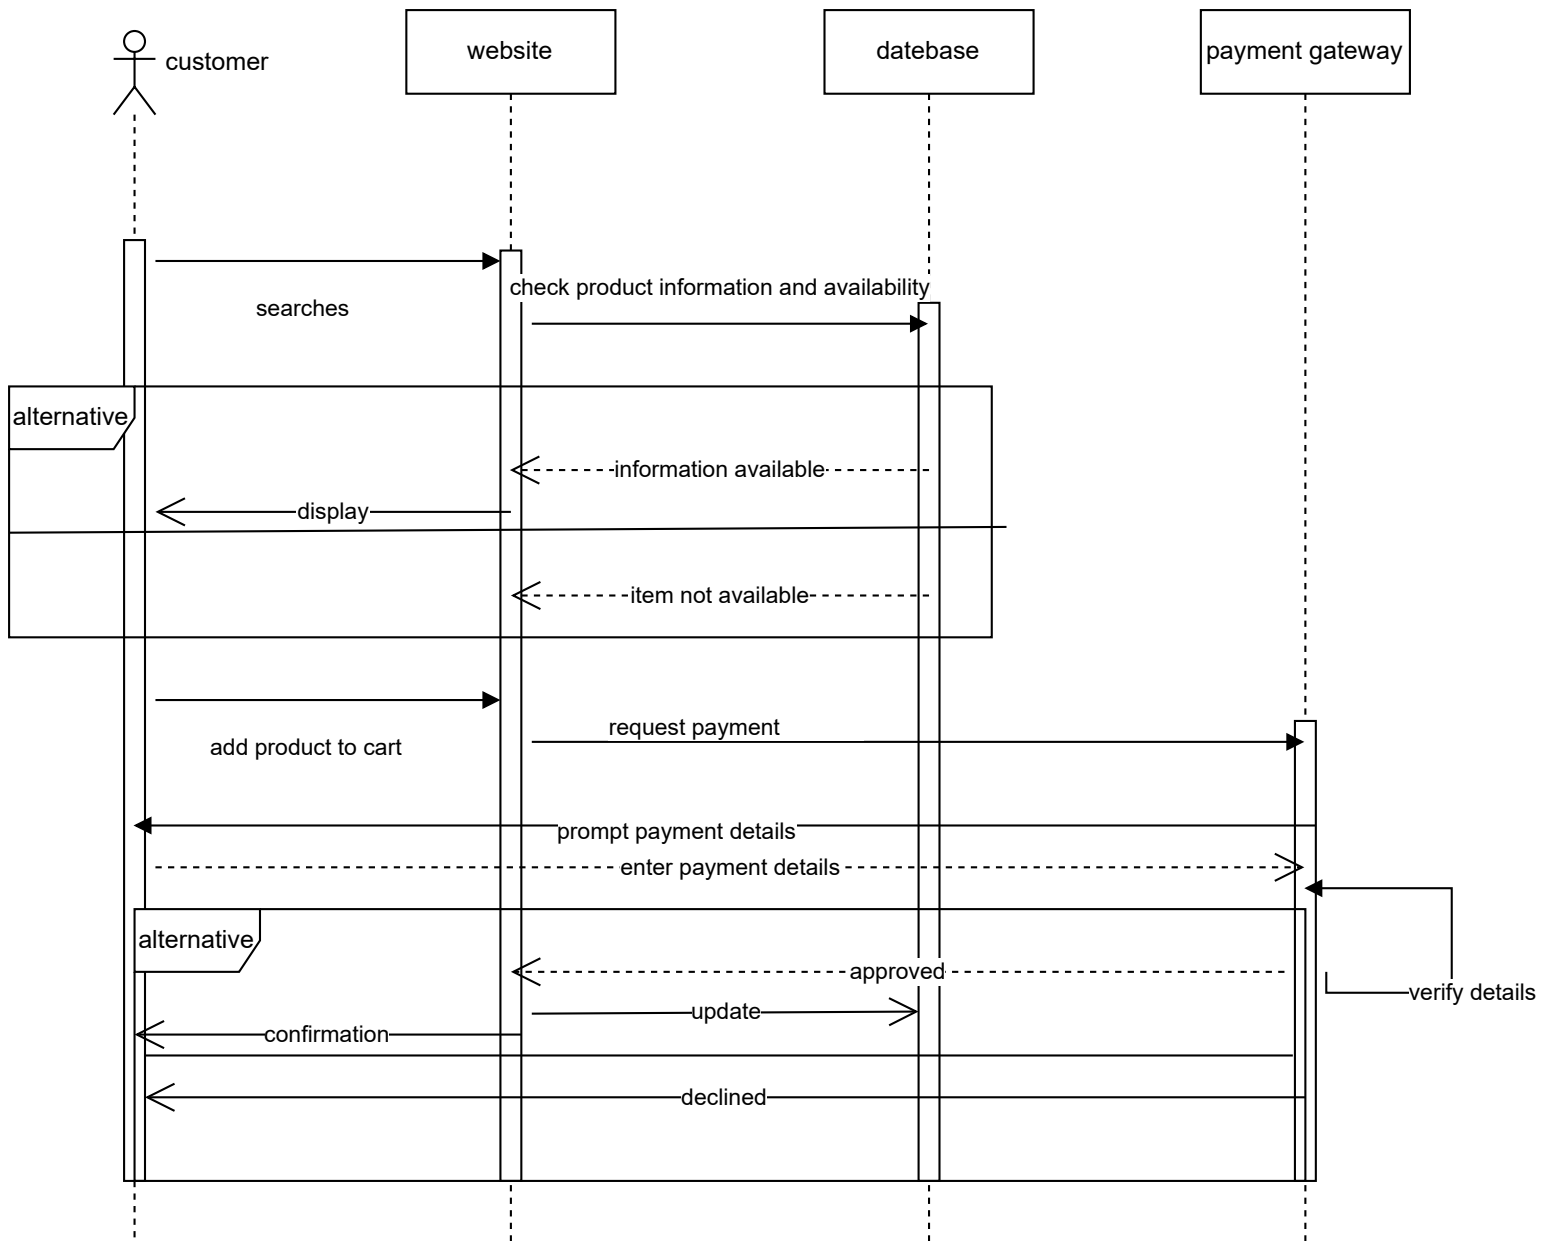 customer
website
datebase
payment gateway
check product information and availability
searches
alternative
information available
display
item not available
request payment
add product to cart
prompt payment details
enter payment details
alternative
approved
verify details
update
confirmation
declined